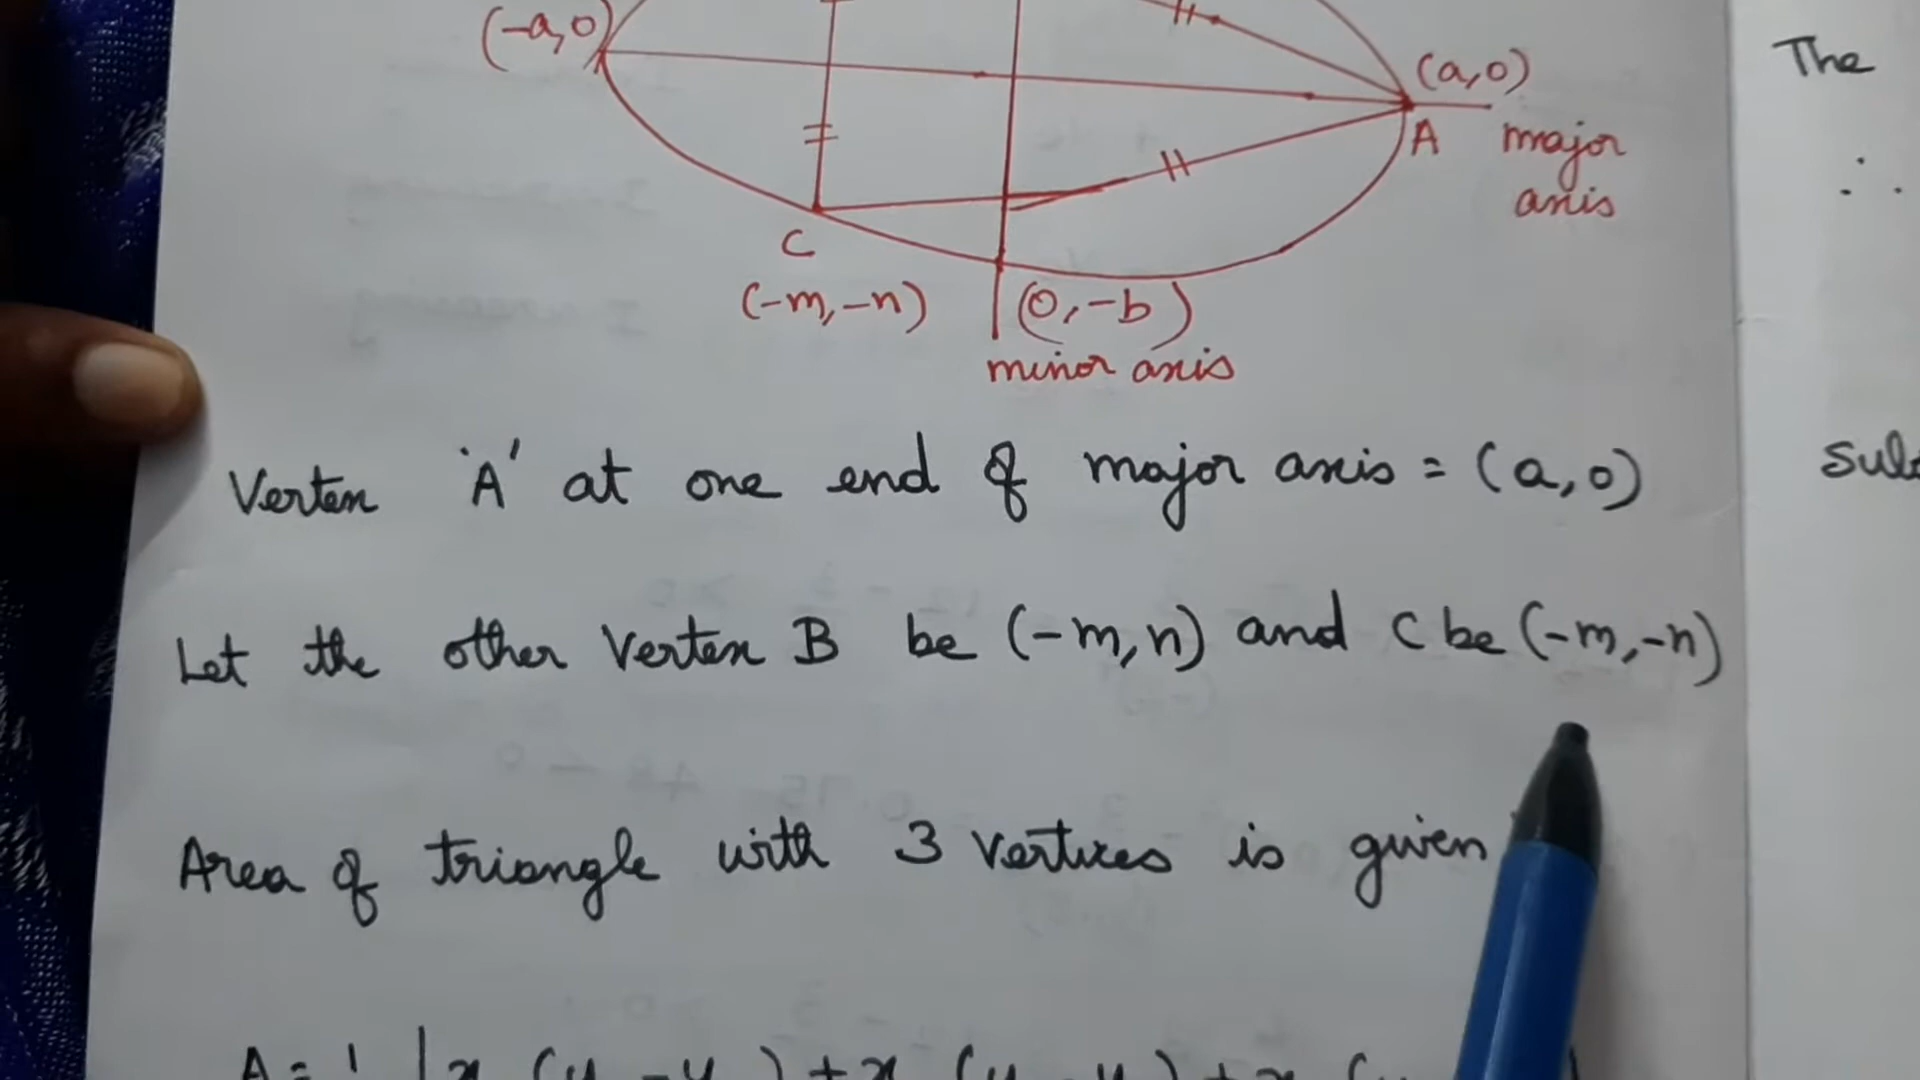 (-a,0)
(a,0)
The
A major
axis
C
(-m,-n) (0,-b)
minor axis
Vertex 'A' at one end of major axis = (a,0)
Let the other Vertex B be (-m,n) and C be (-m,-n)
Area of triangle with 3 vertices is given